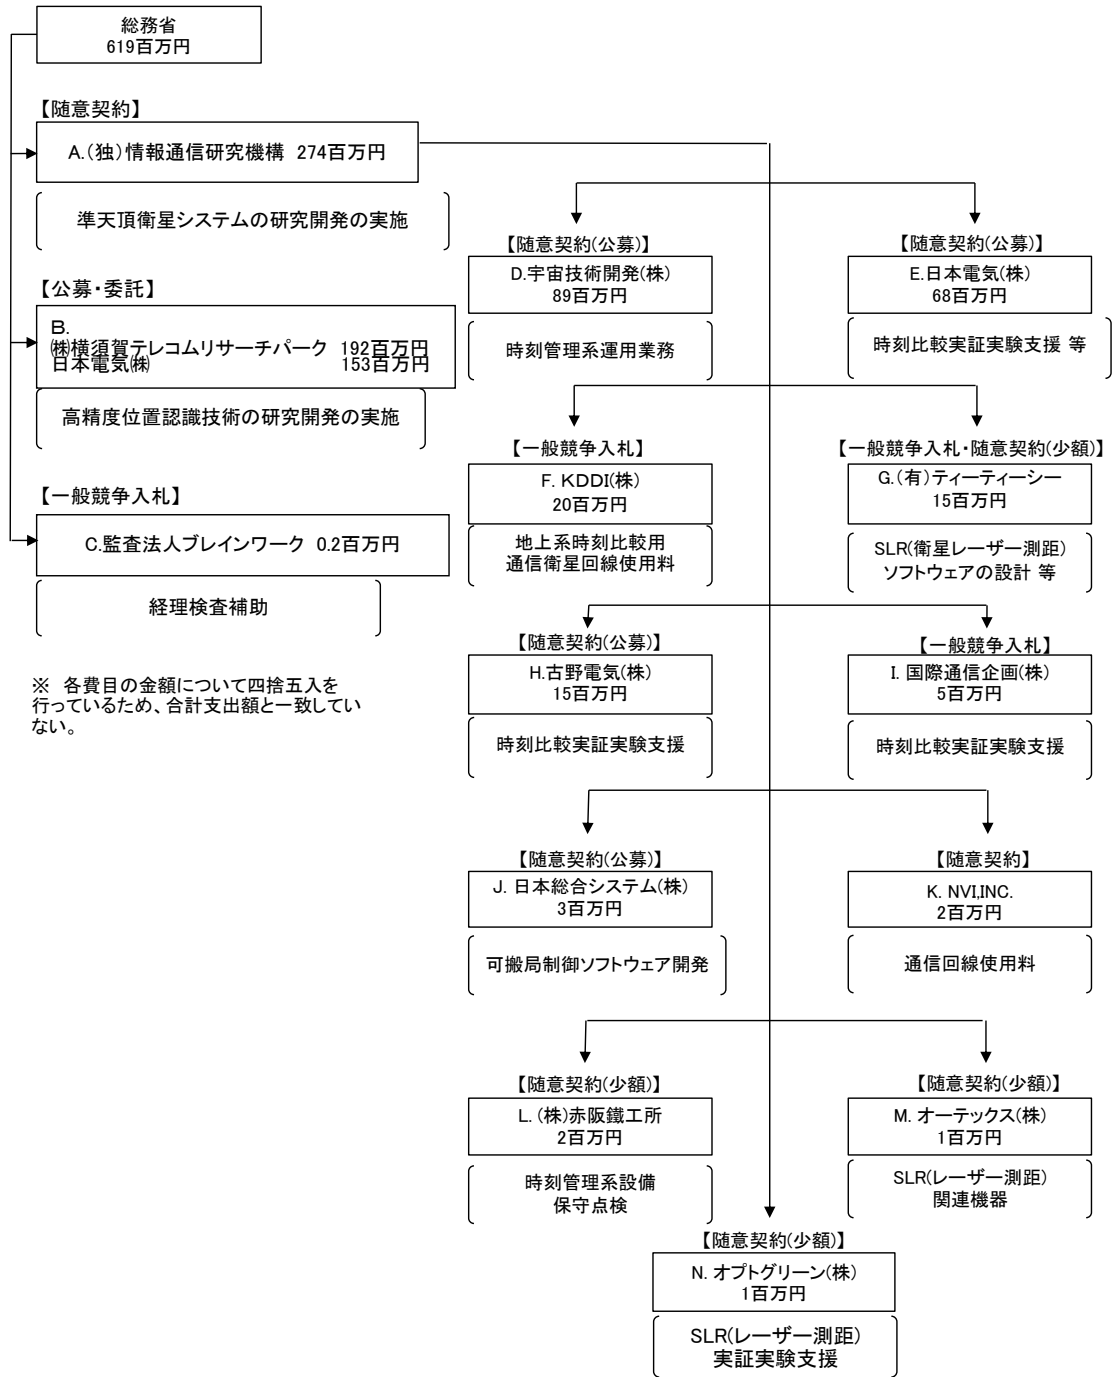 総務省
619百万円
【随意契約】
A.(独)情報通信研究機構 274百万円
準天頂衛星システムの研究開発の実施
【公募・委託】
B.
㈱横須賀テレコムリサーチパーク 192百万円
日本電気㈱ 153百万円
高精度位置認識技術の研究開発の実施
【一般競争入札】
C.監査法人ブレインワーク 0.2百万円
経理検査補助
※ 各費目の金額について四捨五入を
行っているため、合計支出額と一致してい
ない。
【随意契約(公募)】
D.宇宙技術開発(株)
89百万円
時刻管理系運用業務
【随意契約(公募)】
E.日本電気(株)
68百万円
時刻比較実証実験支援 等
【一般競争入札】
F. KDDI(株)
20百万円
地上系時刻比較用
通信衛星回線使用料
【一般競争入札・随意契約(少額)】
G.(有)ティーティーシー
15百万円
SLR(衛星レーザー測距)
ソフトウェアの設計 等
【随意契約(公募)】
H.古野電気(株)
15百万円
時刻比較実証実験支援
【一般競争入札】
I. 国際通信企画(株)
5百万円
時刻比較実証実験支援
【随意契約(公募)】
J. 日本総合システム(株)
3百万円
可搬局制御ソフトウェア開発
【随意契約】
K. NVI,INC.
2百万円
通信回線使用料
【随意契約(少額)】
L. (株)赤阪鐵工所
2百万円
時刻管理系設備
保守点検
【随意契約(少額)】
M. オーテックス(株)
1百万円
SLR(レーザー測距)
関連機器
【随意契約(少額)】
N. オプトグリーン(株)
1百万円
SLR(レーザー測距)
実証実験支援